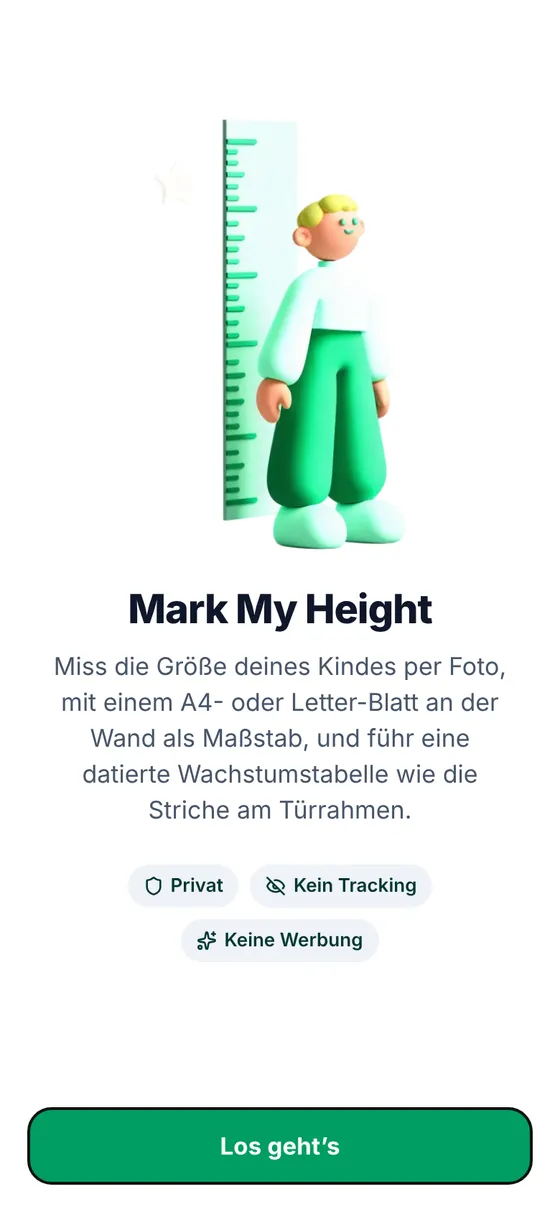 Mark My Height
Miss die Größe deines Kindes per Foto,
mit einem A4- oder Letter-Blatt an der
Wand als Maßstab, und führ eine
datierte Wachstumstabelle wie die
Striche am Türrahmen.
Privat
Kein Tracking
Keine Werbung
Los geht’s